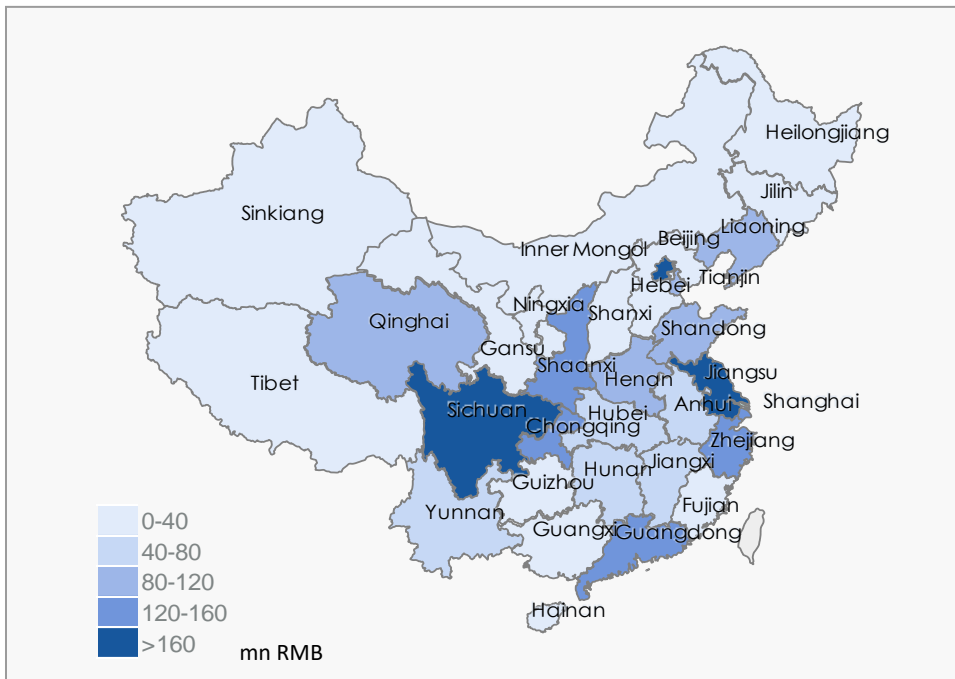 Heilongjiang
Jilin
Sinkiang
Liaoning
Beijing
Inner Mongol
Tianjin
Hebei
Ningxia
Shanxi
Qinghai
Shandong
Gansu
Shaanxi
Jiangsu
Henan
Tibet
Shanghai
Anhui
Sichuan
Hubei
Chongqing
Zhejiang
Jiangxi
Hunan
Guizhou
Fujian
Yunnan
Guangxi
Guangdong
Hainan
0-40
40-80
80-120
120-160
>160
mn RMB